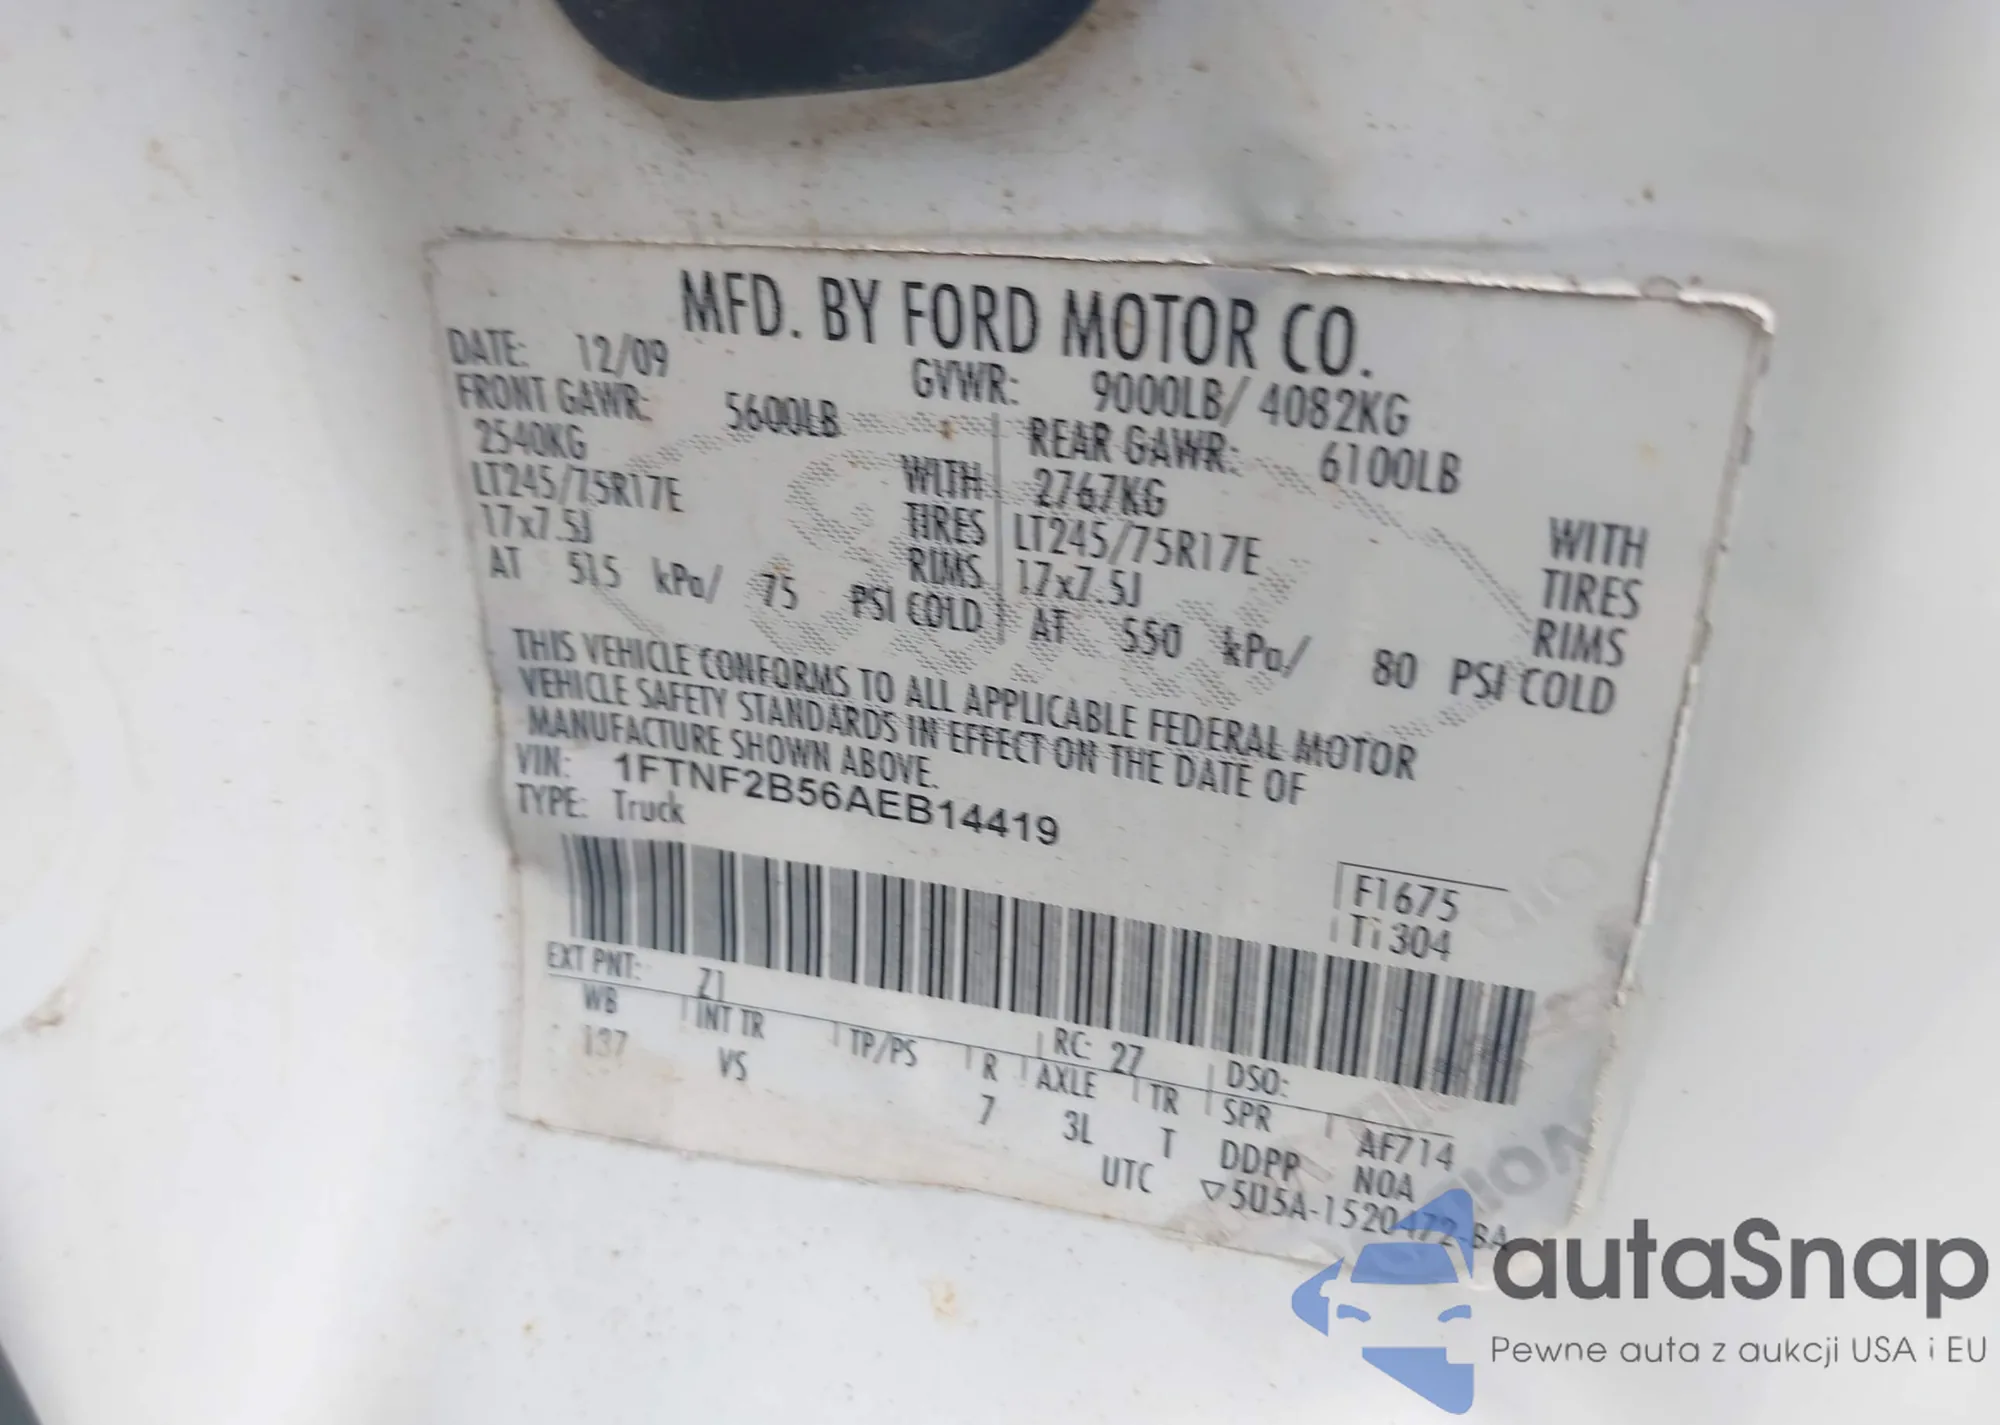 MFD. BY FORD MOTOR CO.
DATE: 12/09 GVWR: 9000LB/ 4082KG
FRONT GAWR: 5600LB REAR GAWR: 6100LB
2540KG WITH 2767KG WITH
LT245/75R17E TIRES LT245/75R17E TIRES
17x7.5J RIMS 17x7.5J RIMS
AT 515 kPa/ 75 PSI COLD AT 550 kPa/ 80 PSI COLD
THIS VEHICLE CONFORMS TO ALL APPLICABLE FEDERAL MOTOR
VEHICLE SAFETY STANDARDS IN EFFECT ON THE DATE OF
MANUFACTURE SHOWN ABOVE.
VIN: 1FTNF2B56AEB14419
TYPE: Truck
F1675
T1304
EXT PNT: Z1 RC: 27 DSO:
WB INT TR TP/PS R AXLE TR SPR AF714
137 VS 7 3L T DDPP N0A
UTC ▽5U5A-1520472-BA
autaSnap
Pewne auta z aukcji USA i EU